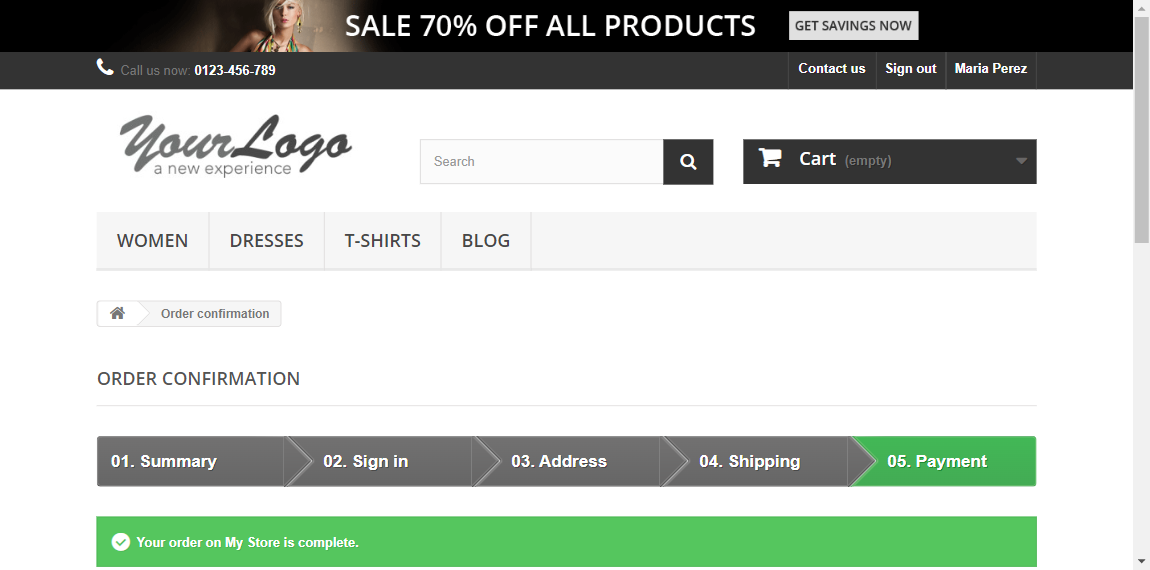 SALE 70% OFF ALL PRODUCTS GET SAVINGS NOW
Call us now: 0123-456-789 Contact us Sign out Maria Perez
YourLogo
a new experience
Search Cart (empty)
WOMEN DRESSES T-SHIRTS BLOG
Order confirmation
ORDER CONFIRMATION
01. Summary 02. Sign in 03. Address 04. Shipping 05. Payment
Your order on My Store is complete.